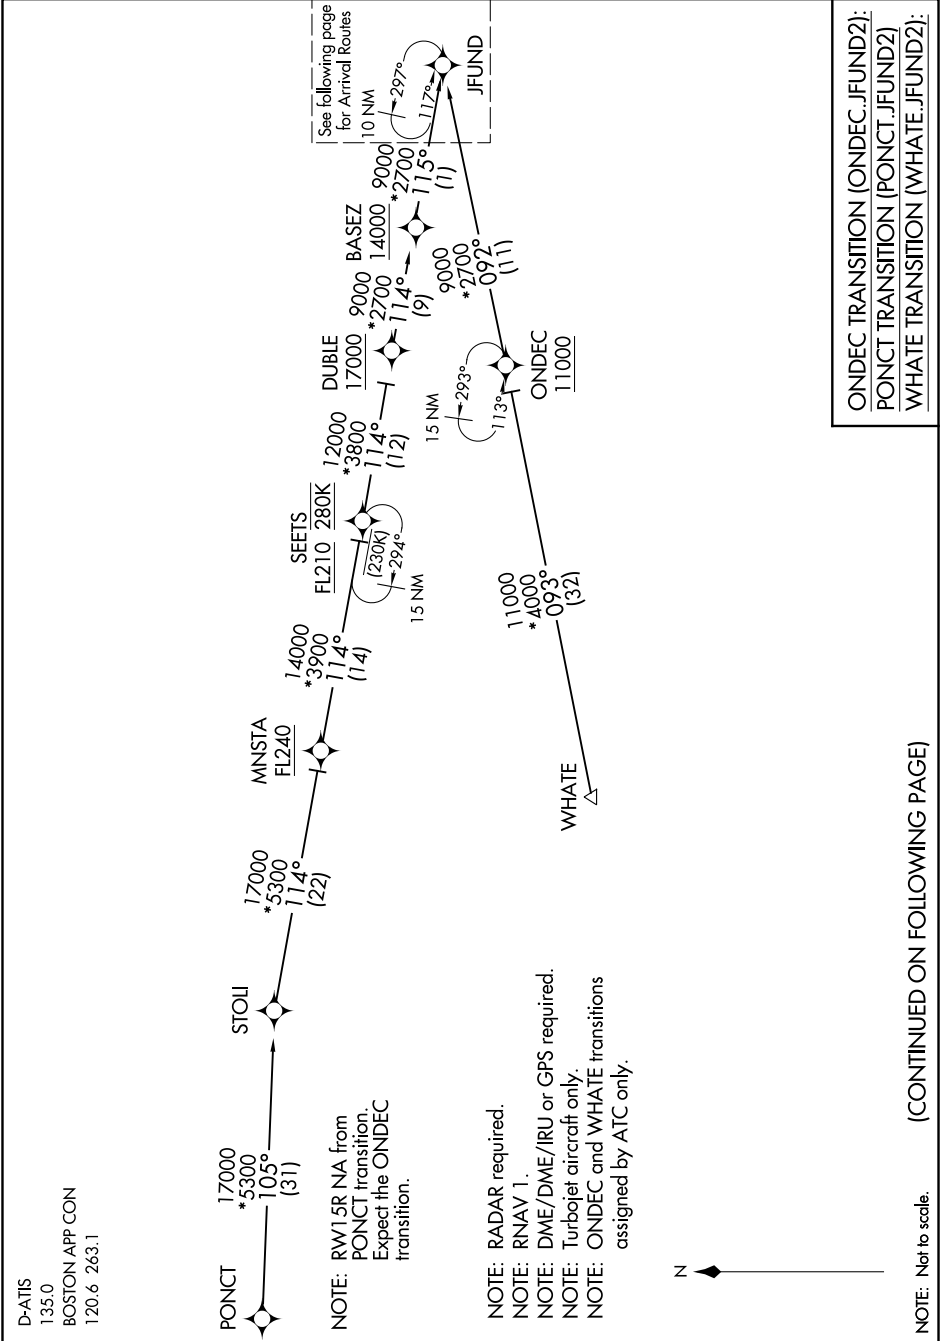 D-ATIS
135.0
BOSTON APP CON
120.6 263.1
See following page
for Arrival Routes
10 NM
297°
117°
JFUND
PONCT
17000
*5300
105°
(31)
STOLI
17000
*5300
114°
(22)
MNSTA
FL240
14000
*3900
114°
(14)
SEETS
FL210 280K
(230K)
294°
15 NM
12000
*3800
114°
(12)
DUBLE
17000
9000
*2700
114°
(9)
BASEZ
14000
9000
*2700
115°
(1)
WHATE
11000
*4000
093°
(32)
15 NM
293°
113°
ONDEC
11000
9000
*2700
092°
(11)
NOTE: RW15R NA from
PONCT transition.
Expect the ONDEC
transition.
NOTE: RADAR required.
NOTE: RNAV 1.
NOTE: DME/DME/IRU or GPS required.
NOTE: Turbojet aircraft only.
NOTE: ONDEC and WHATE transitions
assigned by ATC only.
N
ONDEC TRANSITION (ONDEC.JFUND2):
PONCT TRANSITION (PONCT.JFUND2)
WHATE TRANSITION (WHATE.JFUND2):
NOTE: Not to scale.
(CONTINUED ON FOLLOWING PAGE)